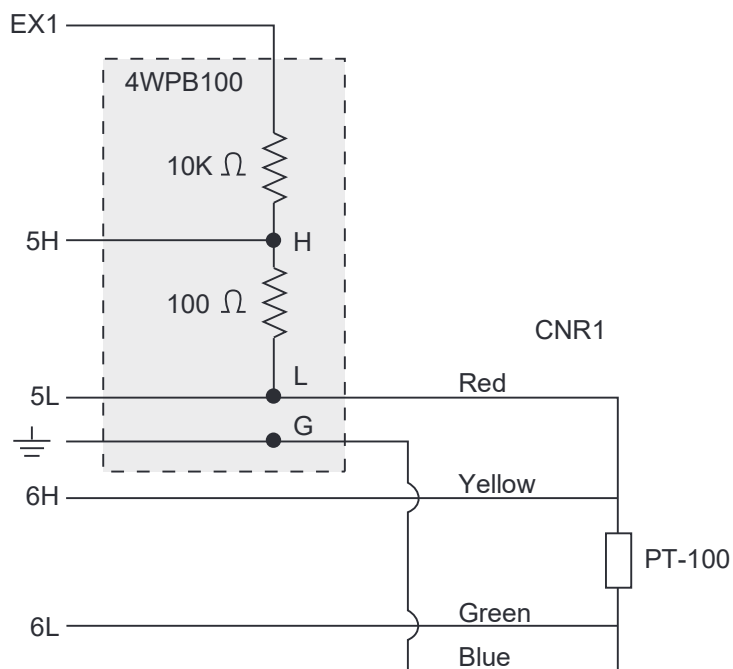 EX1
4WPB100
10K Ω
5H
H
100 Ω
CNR1
L
Red
5L
G
6H
Yellow
PT-100
Green
6L
Blue